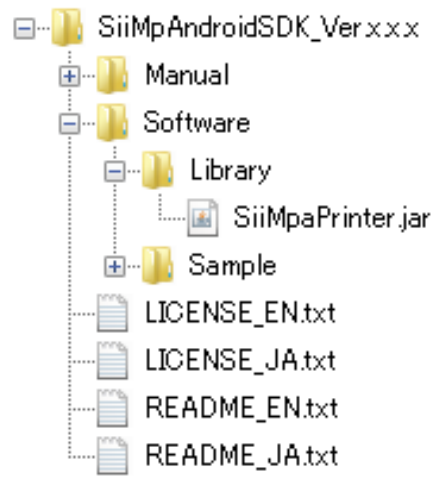 SiiMpAndroidSDK_Ver.x.x.x
Manual
Software
Library
SiiMpaPrinter.jar
Sample
LICENSE_EN.txt
LICENSE_JA.txt
README_EN.txt
README_JA.txt